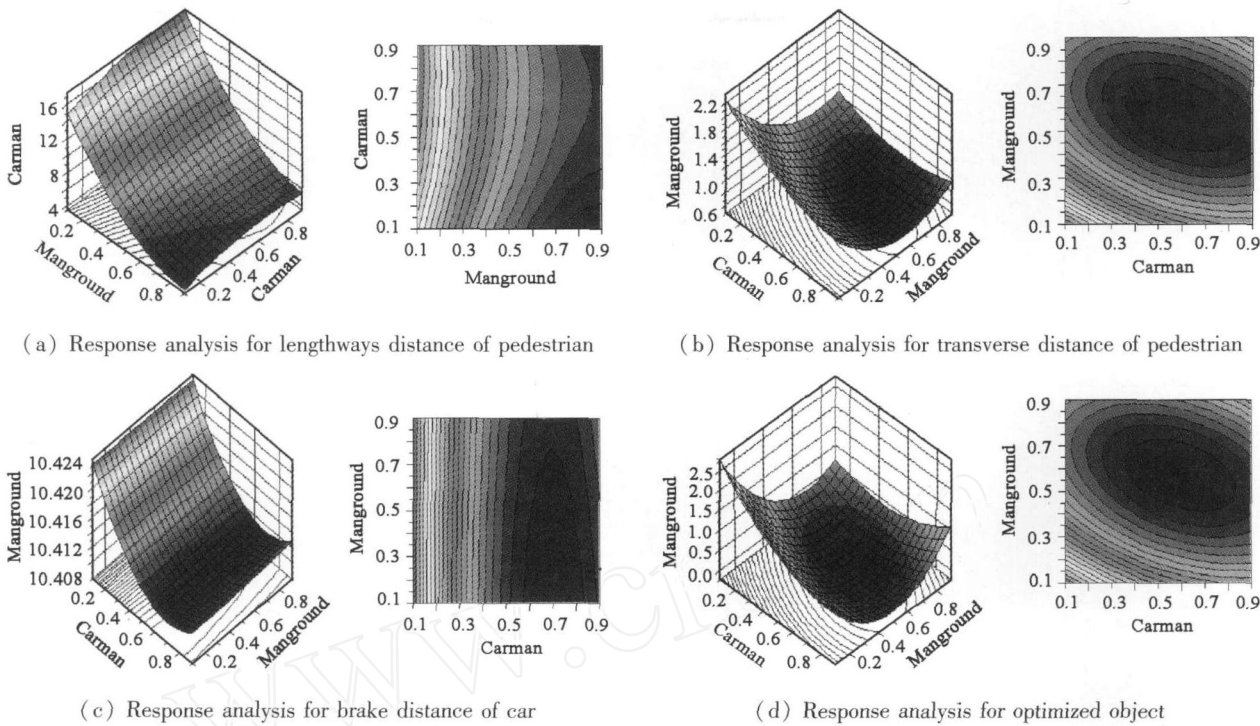 16
12
8
4
Carman
0.2
0.4
0.6
0.8
Manground
0.2
0.4
0.6
0.8
Carman
0.9
0.7
0.5
0.3
0.1
Carman
0.1 0.3 0.5 0.7 0.9
Manground
(a) Response analysis for lengthways distance of pedestrian
2.2
1.8
1.4
1.0
0.6
Manground
0.2
0.4
0.6
0.8
Carman
0.2
0.4
0.6
0.8
Manground
0.9
0.7
0.5
0.3
0.1
Manground
0.1 0.3 0.5 0.7 0.9
Carman
(b) Response analysis for transverse distance of pedestrian
10.424
10.420
10.416
10.412
10.408
Manground
0.2
0.4
0.6
0.8
Carman
0.2
0.4
0.6
0.8
Manground
0.9
0.7
0.5
0.3
0.1
Manground
0.1 0.3 0.5 0.7 0.9
Carman
(c) Response analysis for brake distance of car
2.5
2.0
1.5
1.0
0.5
0.0
Manground
0.2
0.4
0.6
0.8
Carman
0.2
0.4
0.6
0.8
Manground
0.9
0.7
0.5
0.3
0.1
Manground
0.1 0.3 0.5 0.7 0.9
Carman
(d) Response analysis for optimized object